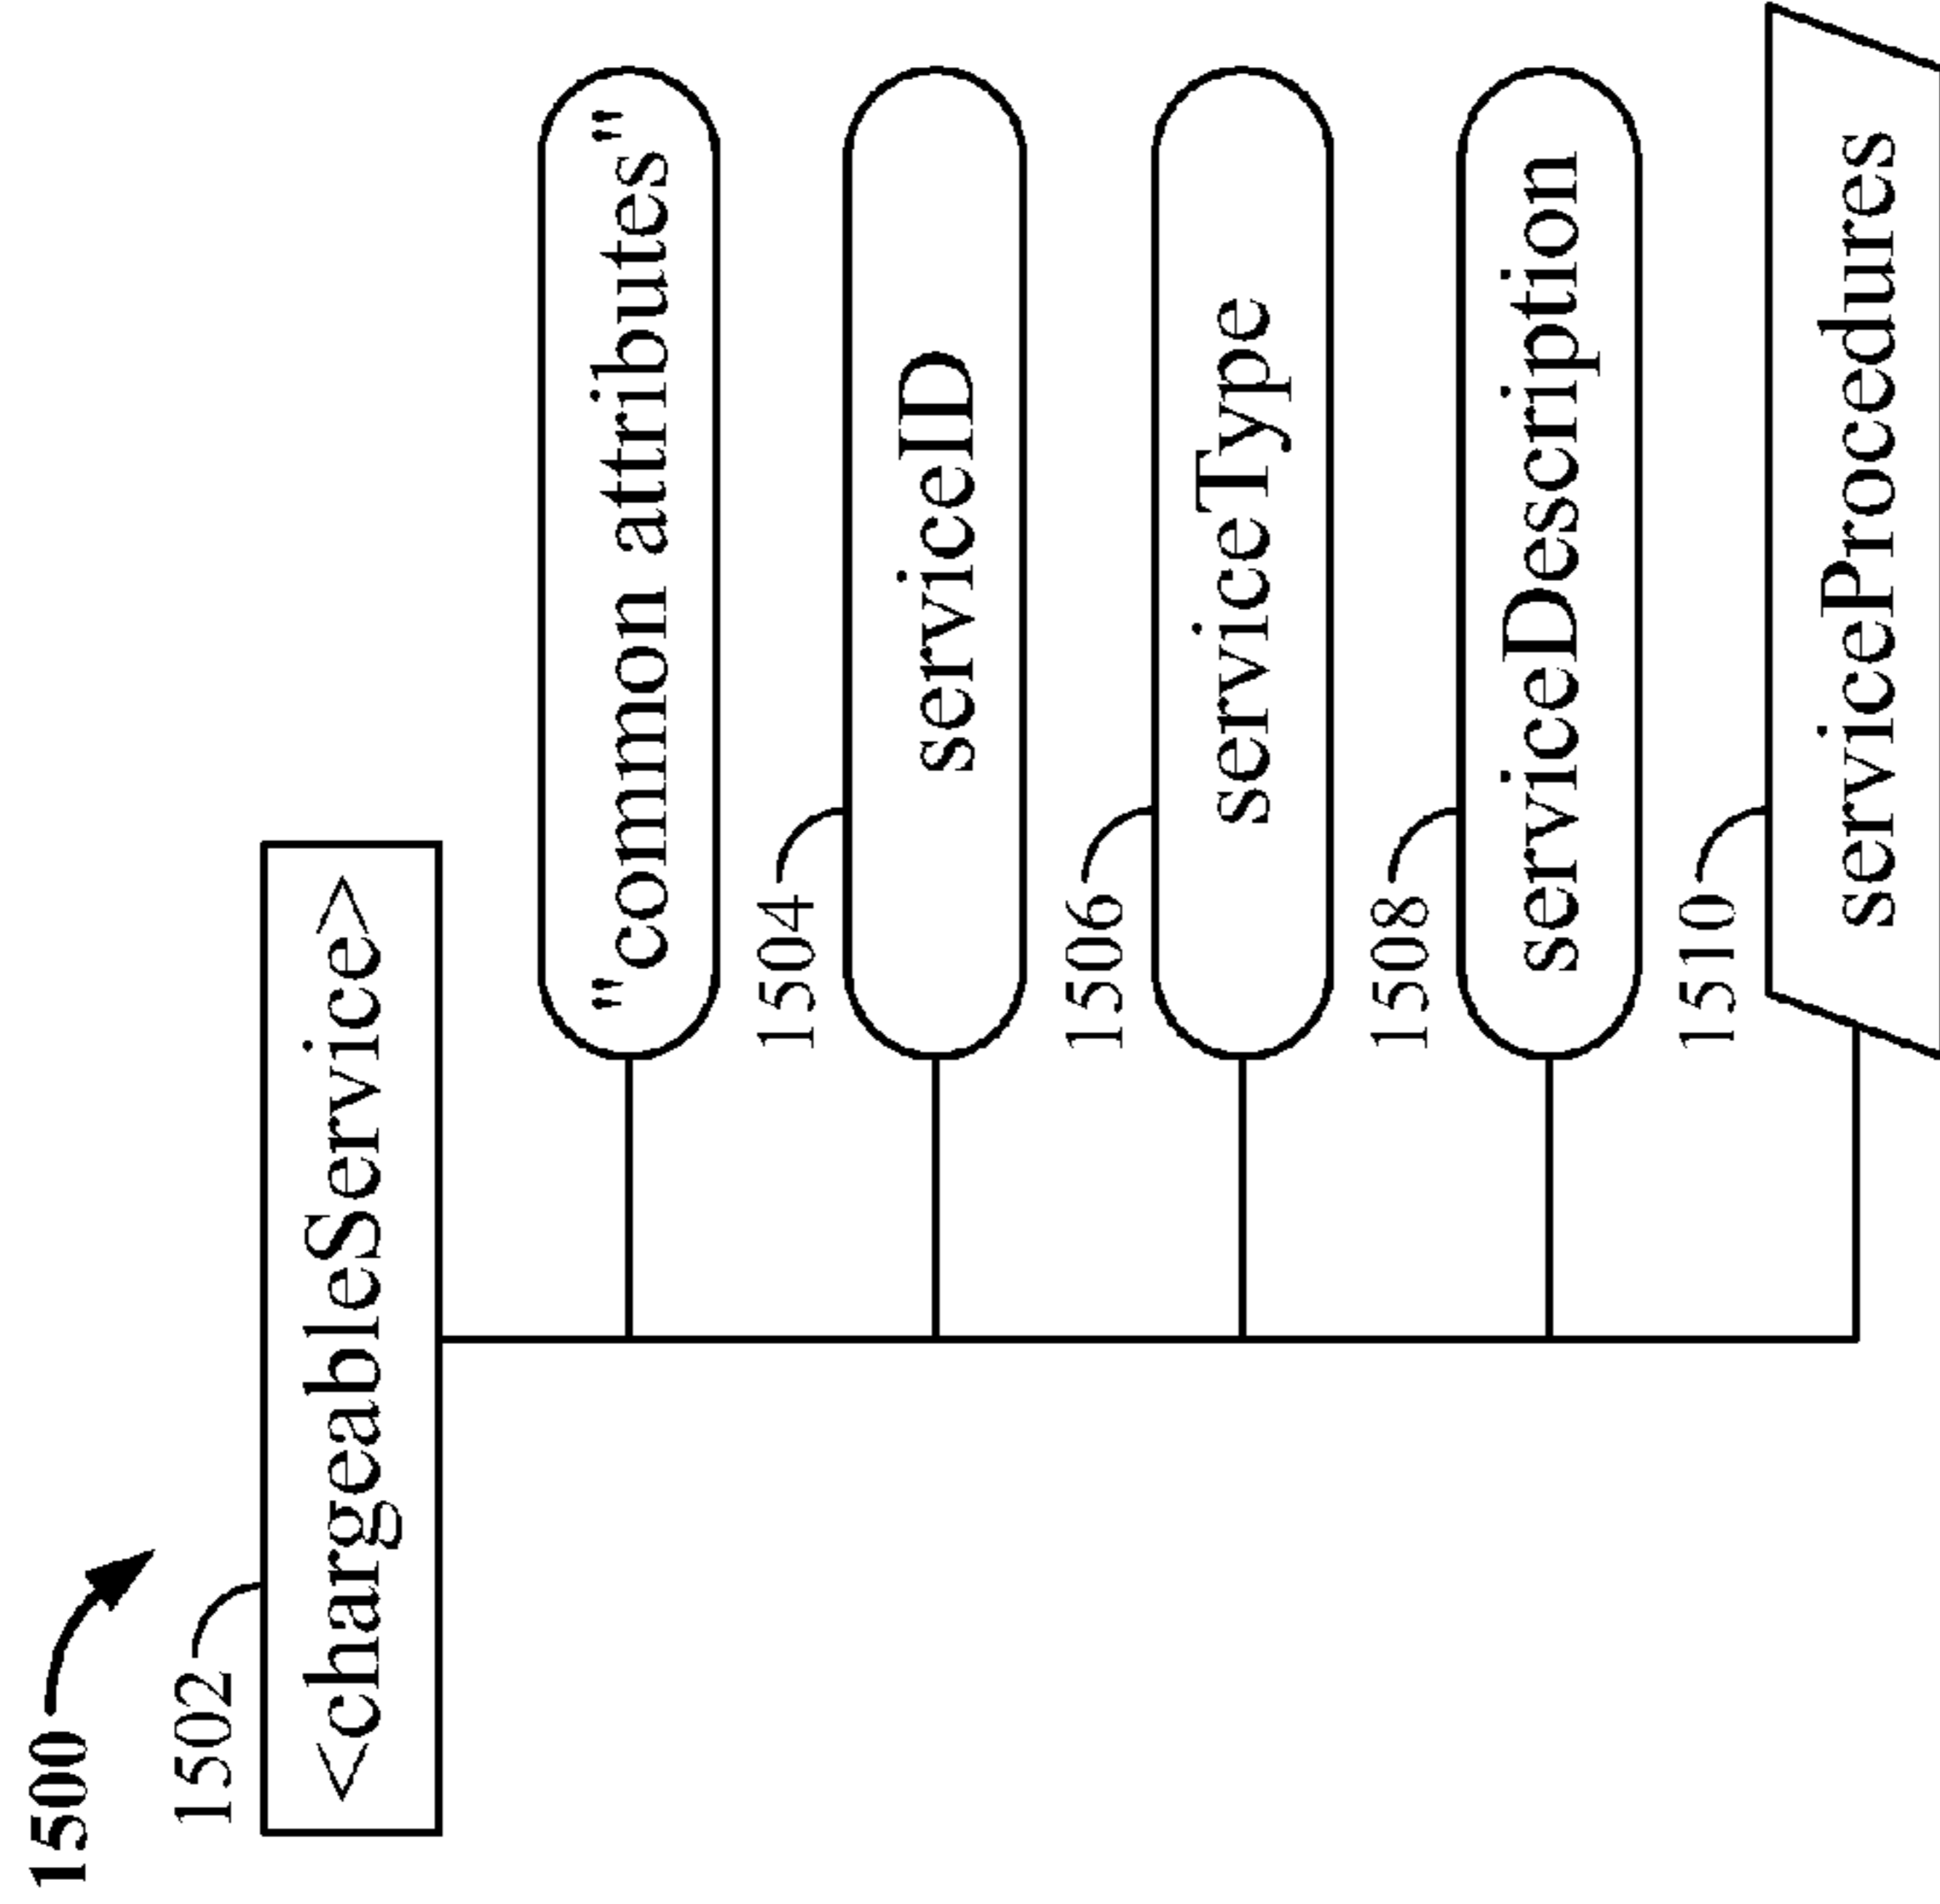 1500
1502
<chargeableService>
"common attributes"
1504
serviceID
1506
serviceType
1508
serviceDescription
1510
serviceProcedures